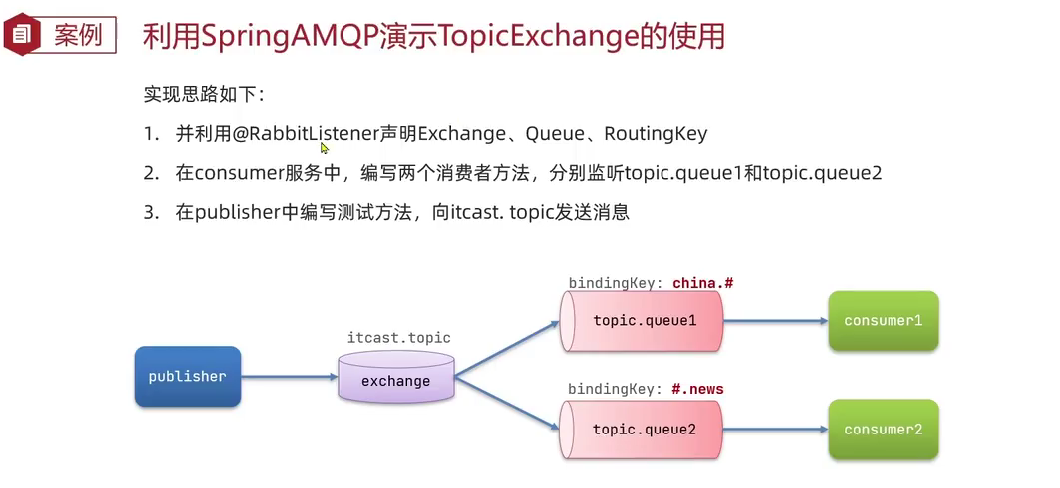 案例
利用SpringAMQP演示TopicExchange的使用
实现思路如下：
1. 并利用@RabbitListener声明Exchange、Queue、RoutingKey
2. 在consumer服务中，编写两个消费者方法，分别监听topic.queue1和topic.queue2
3. 在publisher中编写测试方法，向itcast. topic发送消息
bindingKey: china.#
topic.queue1
consumer1
itcast.topic
publisher
exchange
bindingKey: #.news
topic.queue2
consumer2